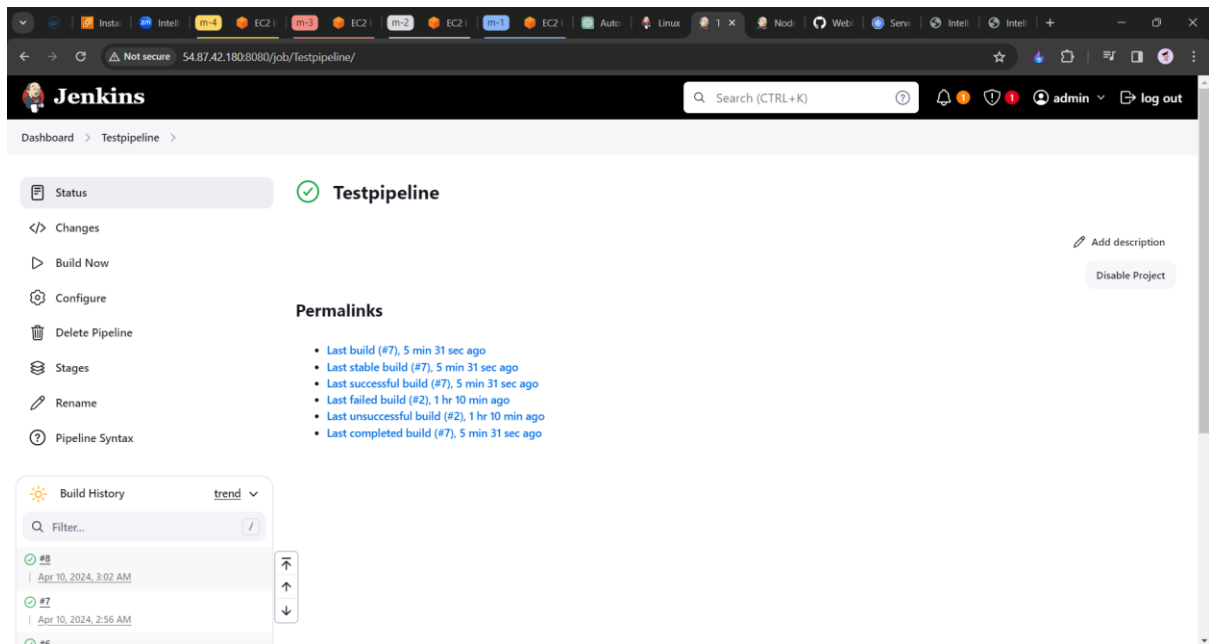 Insta
Intell
m-4
EC2
m-3
EC2
m-2
EC2
m-1
EC2
Auto
Linux
1
Nod
Web
Servi
Intell
Intell
Not secure 54.87.42.180:8080/job/Testpipeline/
Jenkins
Search (CTRL+K)
1
1
admin
log out
Dashboard > Testpipeline >
Status
Testpipeline
Changes
Add description
Build Now
Disable Project
Configure
Permalinks
Delete Pipeline
Last build (#7), 5 min 31 sec ago
Stages
Last stable build (#7), 5 min 31 sec ago
Last successful build (#7), 5 min 31 sec ago
Rename
Last failed build (#2), 1 hr 10 min ago
Last unsuccessful build (#2), 1 hr 10 min ago
Pipeline Syntax
Last completed build (#7), 5 min 31 sec ago
Build History
trend
Filter...
/
#8
Apr 10, 2024, 3:02 AM
#7
Apr 10, 2024, 2:56 AM
#6